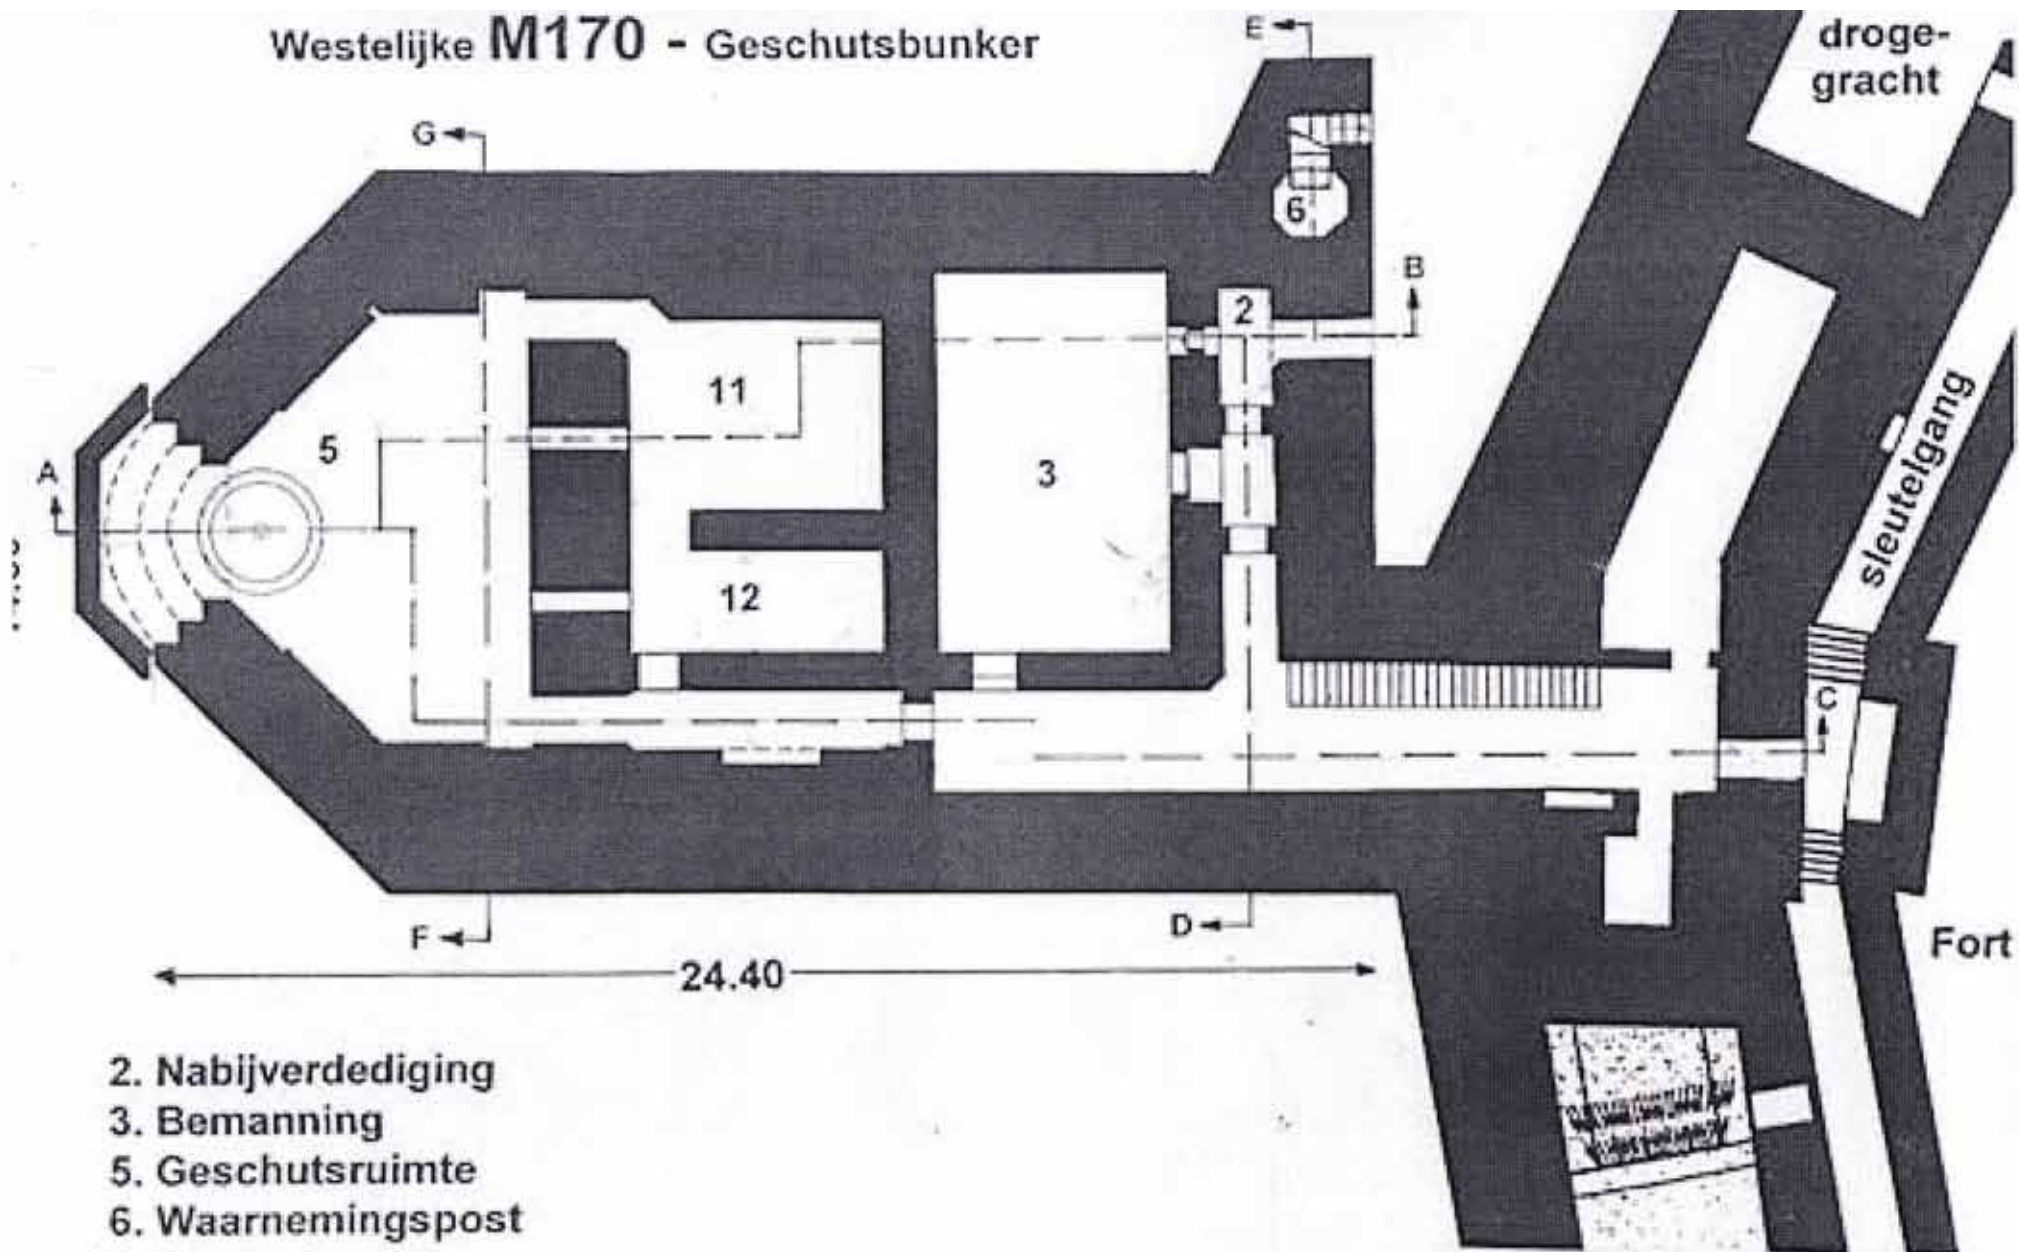 Westelijke M170 - Geschutsbunker
E
droge-
gracht
G
6
B
2
11
5
3
A
sleutelgang
12
C
F
D
Fort
24.40
2. Nabijverdediging
3. Bemanning
5. Geschutsruimte
6. Waarnemingspost